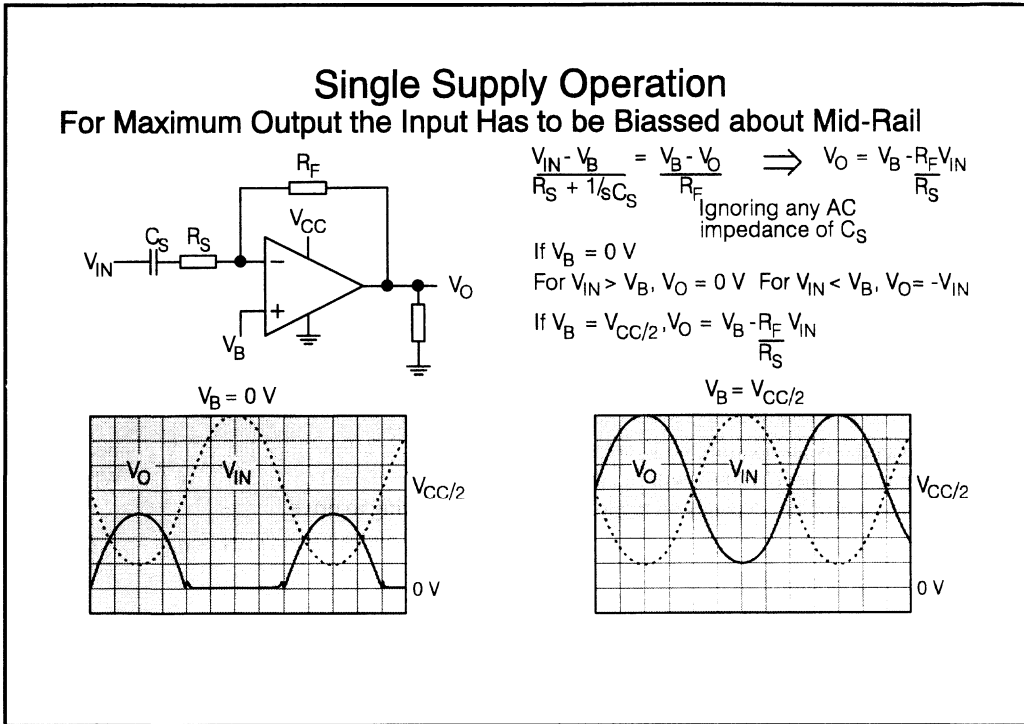 Single Supply Operation
For Maximum Output the Input Has to be Biassed about Mid-Rail
V_IN - V_B / R_S + 1/sC_S = V_B - V_O / R_F ⟹ V_O = V_B - R_F/R_S V_IN
Ignoring any AC
impedance of C_S
If V_B = 0 V
For V_IN > V_B, V_O = 0 V For V_IN < V_B, V_O = -V_IN
If V_B = V_CC/2, V_O = V_B - R_F/R_S V_IN
R_F
V_CC
C_S R_S
V_IN
−
+
V_B
V_O
V_B = 0 V
V_O V_IN
V_CC/2
0 V
V_B = V_CC/2
V_O V_IN
V_CC/2
0 V